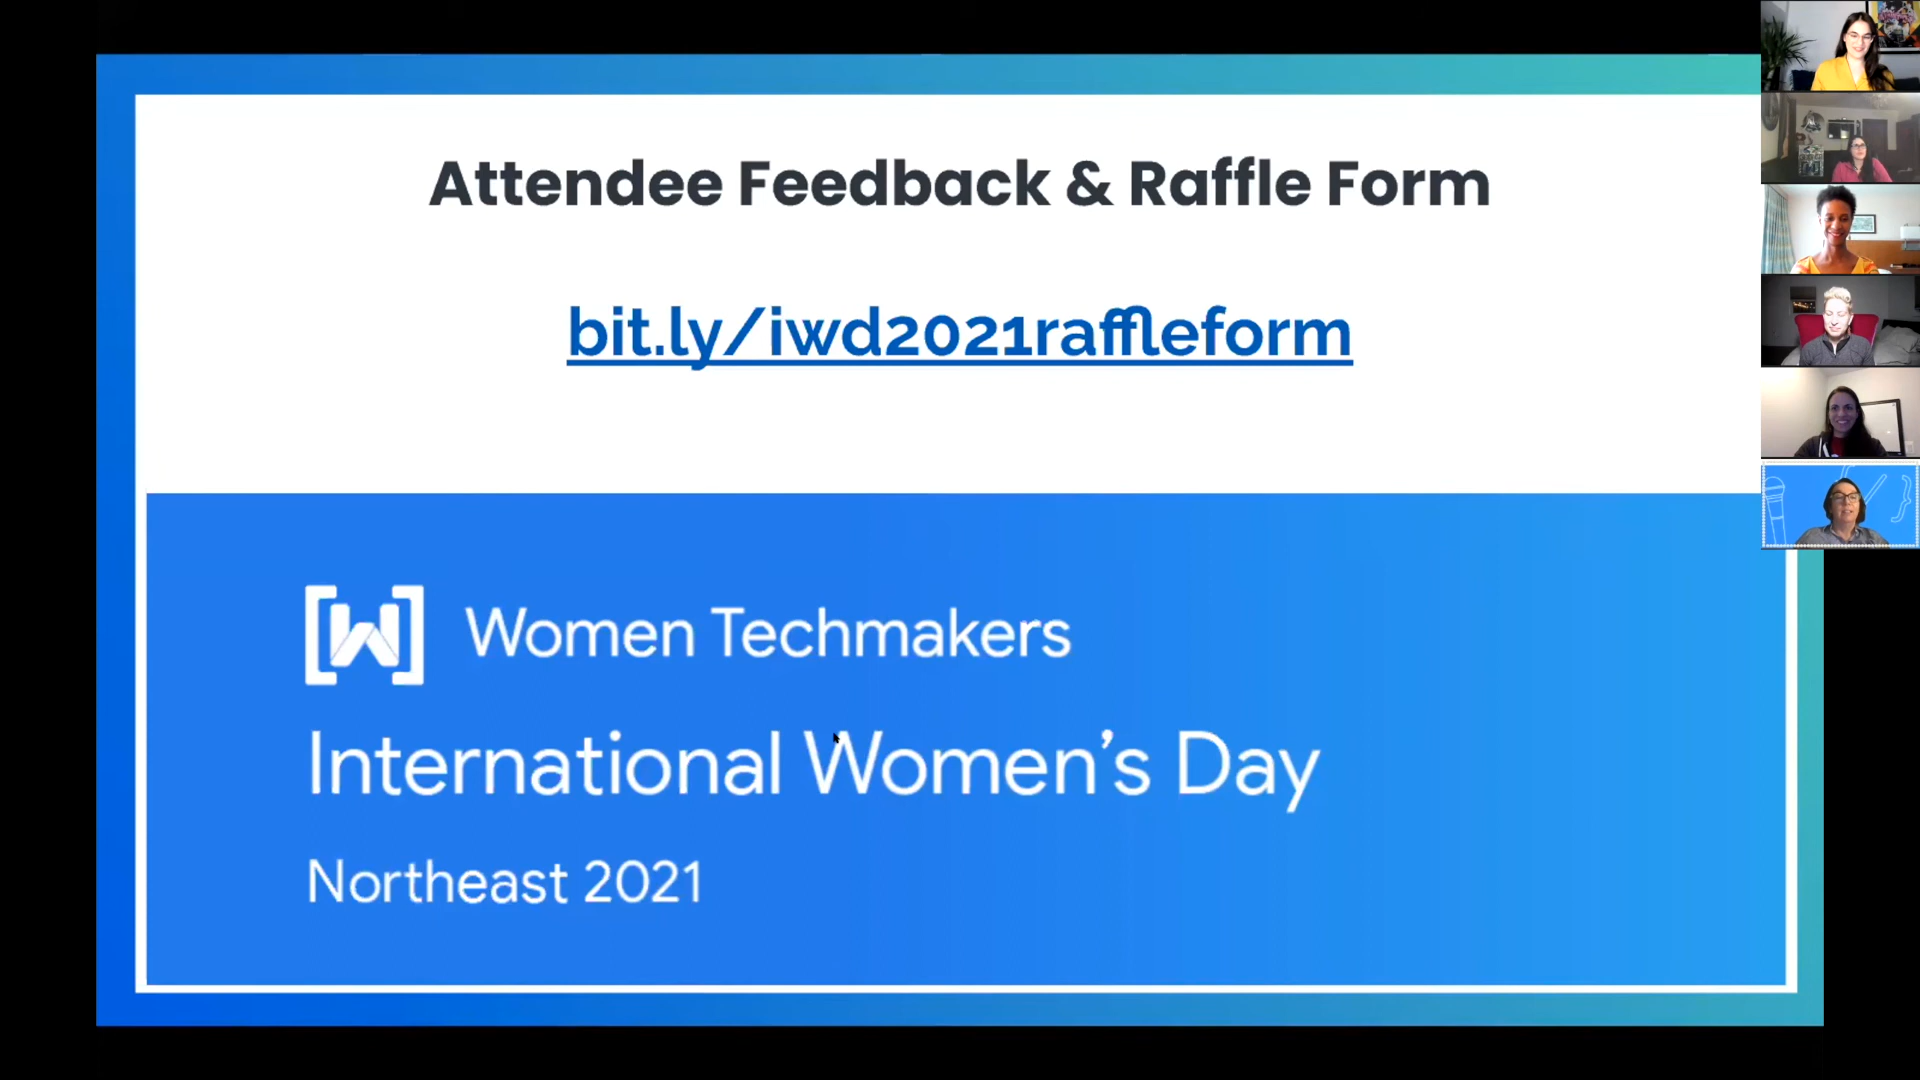 Attendee Feedback & Raffle Form
bit.ly/iwd2021raffleform
[W] Women Techmakers
International Women’s Day
Northeast 2021